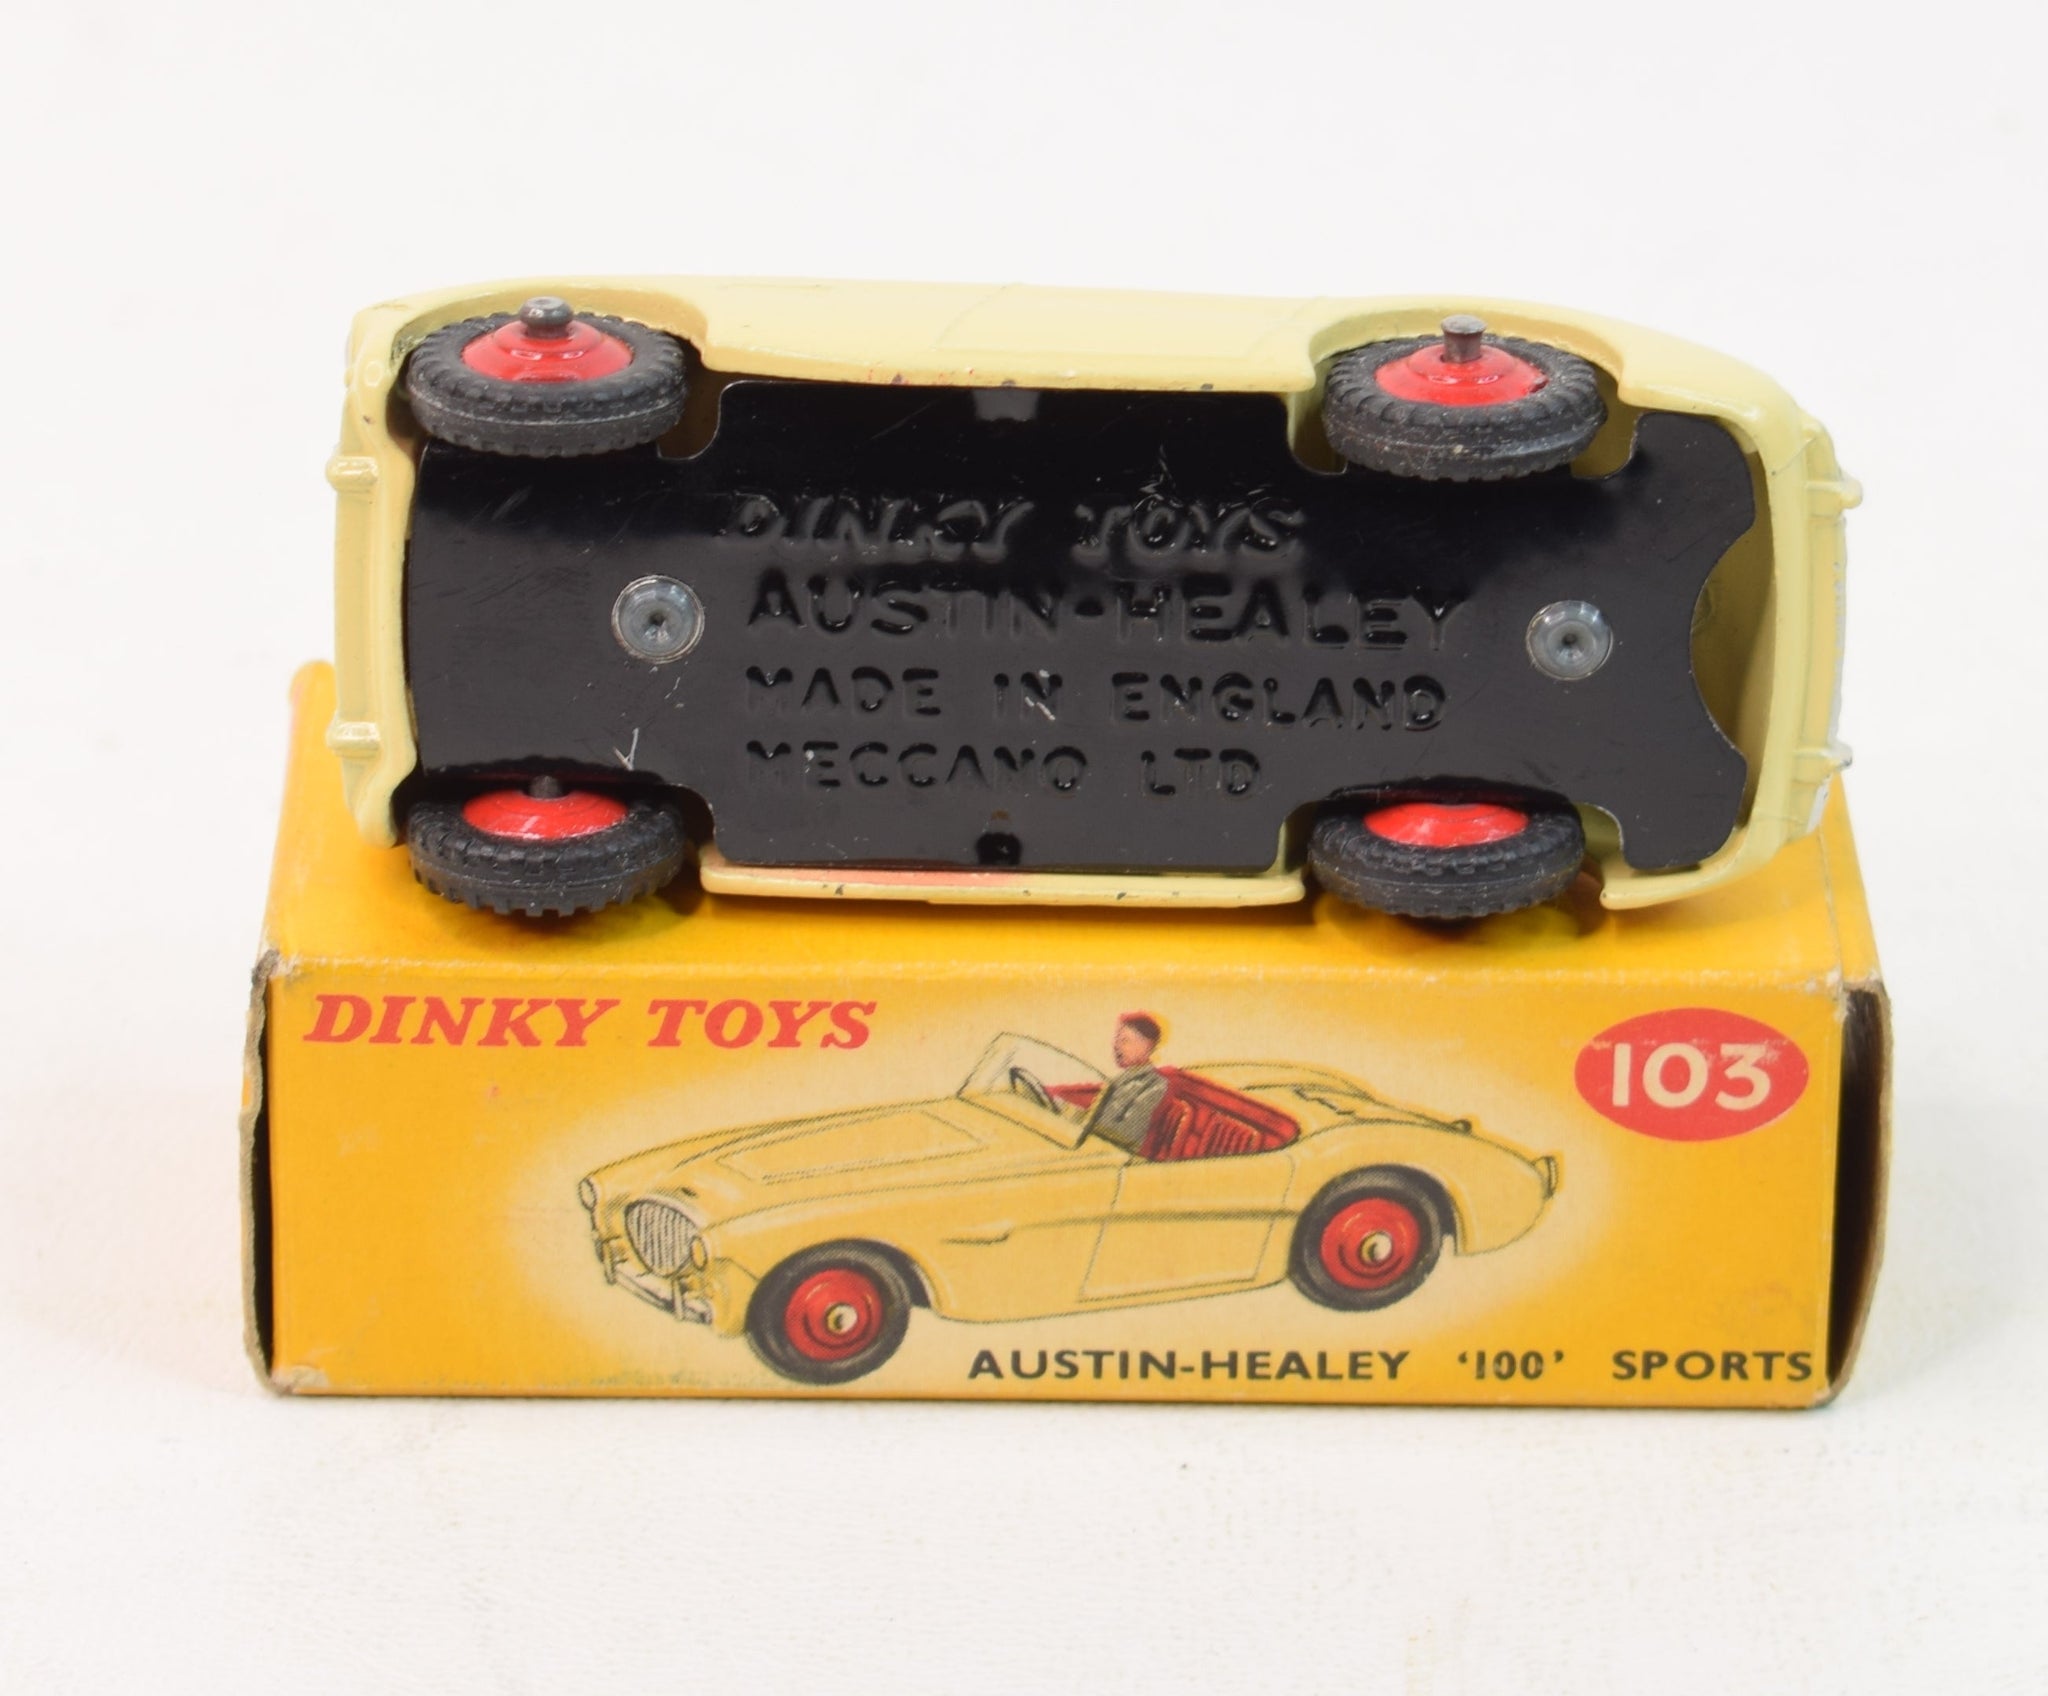 DINKY TOYS
AUSTIN-HEALEY
MADE IN ENGLAND
MECCANO LTD
DINKY TOYS
103
AUSTIN-HEALEY ‘100’ SPORTS